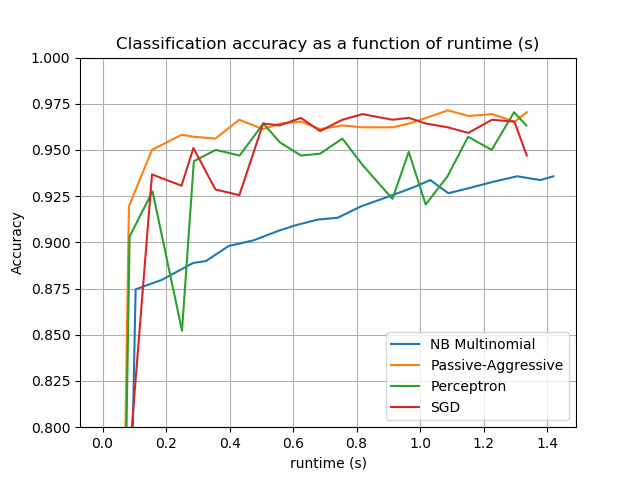 Classification accuracy as a function of runtime (s)
1.000
0.975
0.950
0.925
0.900
0.875
0.850
0.825
0.800
Accuracy
NB Multinomial
Passive-Aggressive
Perceptron
SGD
0.0 0.2 0.4 0.6 0.8 1.0 1.2 1.4
runtime (s)